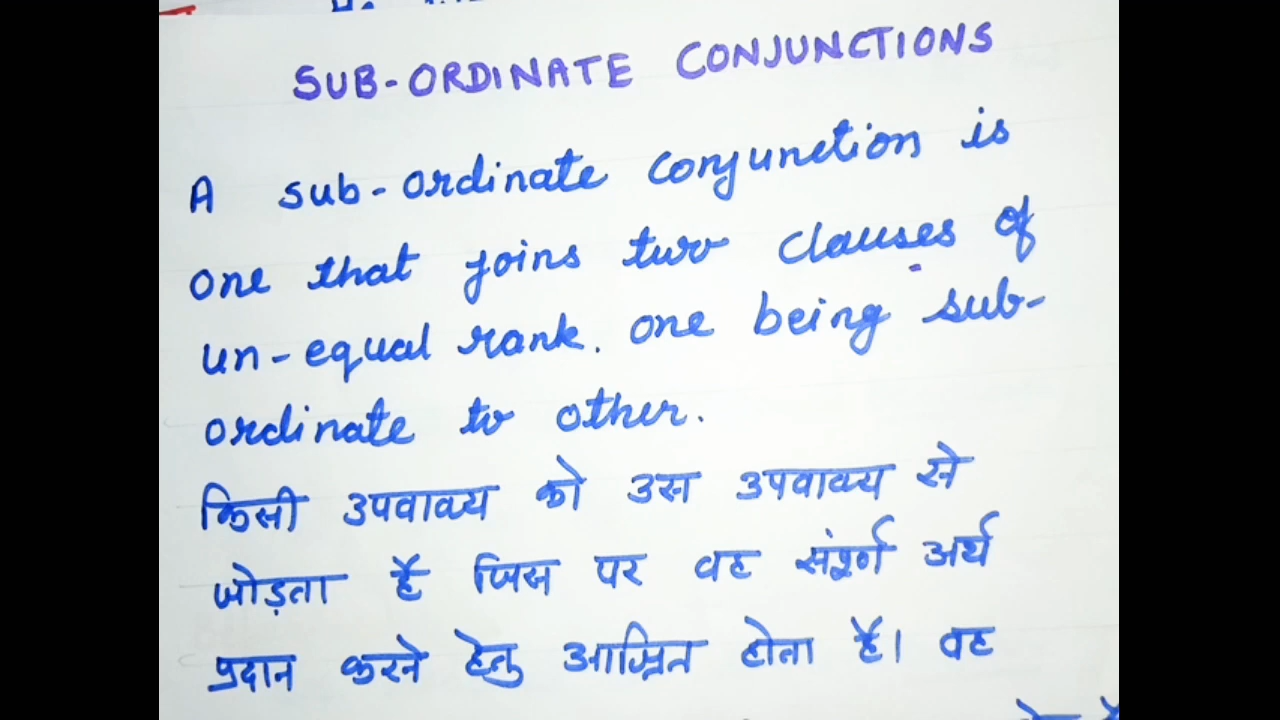 SUB-ORDINATE CONJUNCTIONS
A sub-ordinate conjunction is
one that joins two clauses of
un-equal rank. one being sub-
ordinate to other.
किसी उपवाक्य को उस उपवाक्य से
जोड़ता है जिस पर वह संपूर्ण अर्थ
प्रदान करने हेतु आश्रित होता है। वह